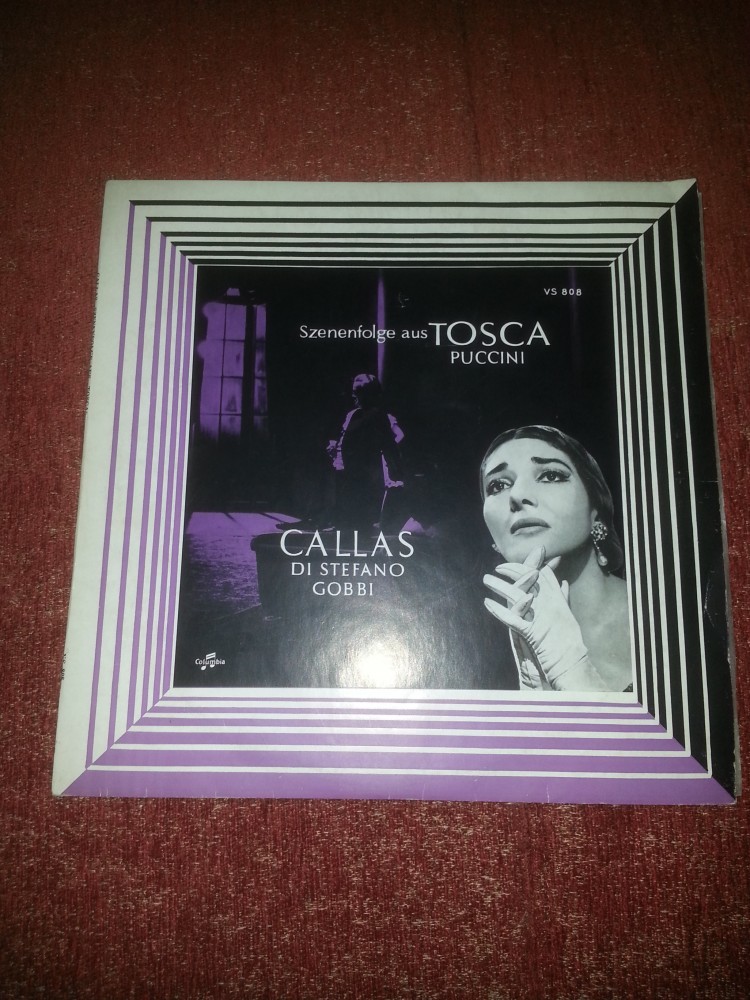 VS 808
Szenenfolge aus TOSCA
PUCCINI
CALLAS
DI STEFANO
GOBBI
Columbia